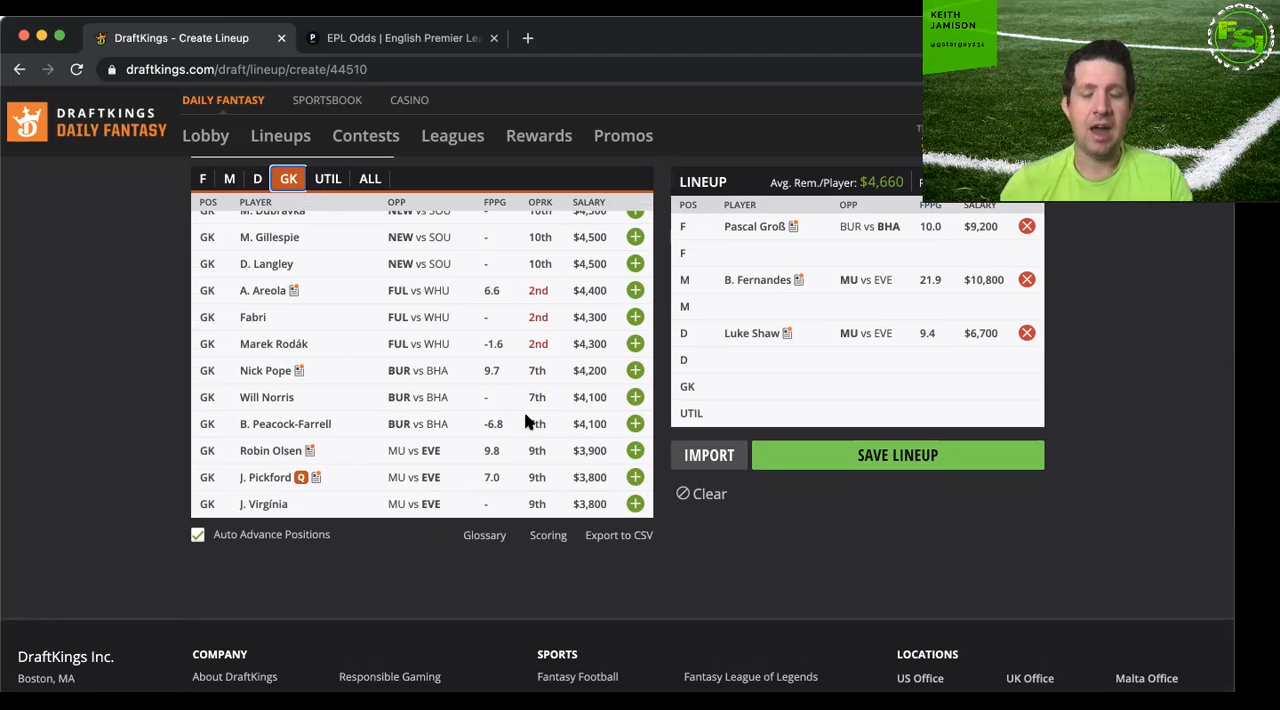 DraftKings - Create Lineup
EPL Odds | English Premier Lea
draftkings.com/draft/lineup/create/44510
KEITH
JAMISON
@gatorguy231
FSI
DRAFTKINGS
DAILY FANTASY
DAILY FANTASY SPORTSBOOK CASINO
Lobby Lineups Contests Leagues Rewards Promos
F M D GK UTIL ALL
POS PLAYER OPP FPPG OPRK SALARY
GK M. Dubravka NEW vs SOU 10th $4,500
GK M. Gillespie NEW vs SOU - 10th $4,500
GK D. Langley NEW vs SOU - 10th $4,500
GK A. Areola FUL vs WHU 6.6 2nd $4,400
GK Fabri FUL vs WHU - 2nd $4,300
GK Marek Rodák FUL vs WHU -1.6 2nd $4,300
GK Nick Pope BUR vs BHA 9.7 7th $4,200
GK Will Norris BUR vs BHA - 7th $4,100
GK B. Peacock-Farrell BUR vs BHA -6.8 $4,100
GK Robin Olsen MU vs EVE 9.8 9th $3,900
GK J. Pickford Q MU vs EVE 7.0 9th $3,800
GK J. Virgínia MU vs EVE - 9th $3,800
Auto Advance Positions Glossary Scoring Export to CSV
LINEUP Avg. Rem./Player: $4,660
POS PLAYER OPP FPPG SALARY
F Pascal Groß BUR vs BHA 10.0 $9,200
F
M B. Fernandes MU vs EVE 21.9 $10,800
M
D Luke Shaw MU vs EVE 9.4 $6,700
D
GK
UTIL
IMPORT SAVE LINEUP
Clear
DraftKings Inc.
Boston, MA
COMPANY
About DraftKings Responsible Gaming
SPORTS
Fantasy Football Fantasy League of Legends
LOCATIONS
US Office UK Office Malta Office